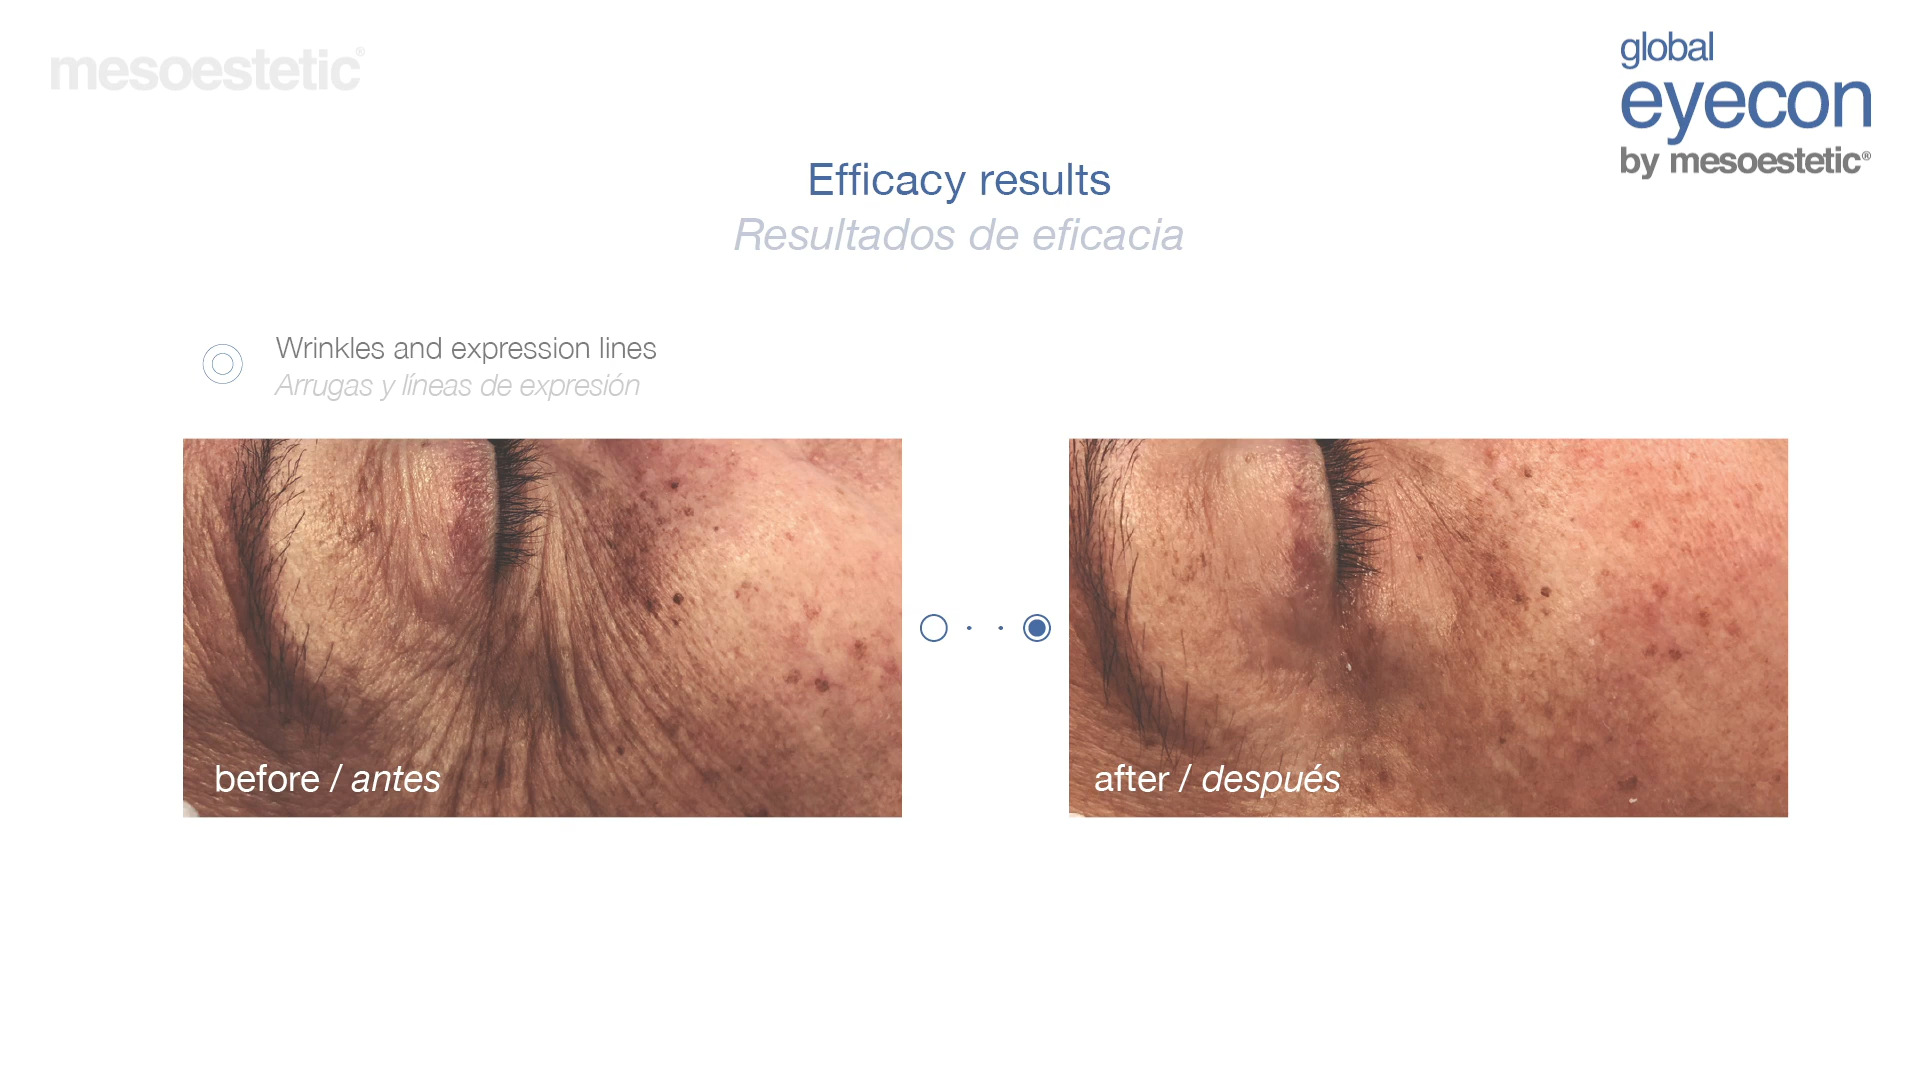 mesoestetic®
global
eyecon
by mesoestetic®
Efficacy results
Resultados de eficacia
Wrinkles and expression lines
Arrugas y líneas de expresión
before / antes
after / después